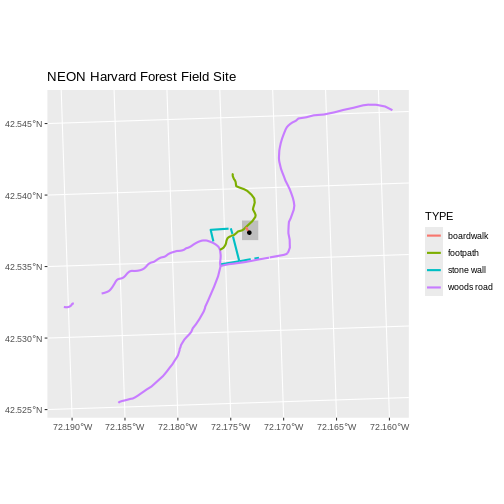 NEON Harvard Forest Field Site
42.545°N
42.540°N
42.535°N
42.530°N
42.525°N
72.190°W
72.185°W
72.180°W
72.175°W
72.170°W
72.165°W
72.160°W
TYPE
boardwalk
footpath
stone wall
woods road